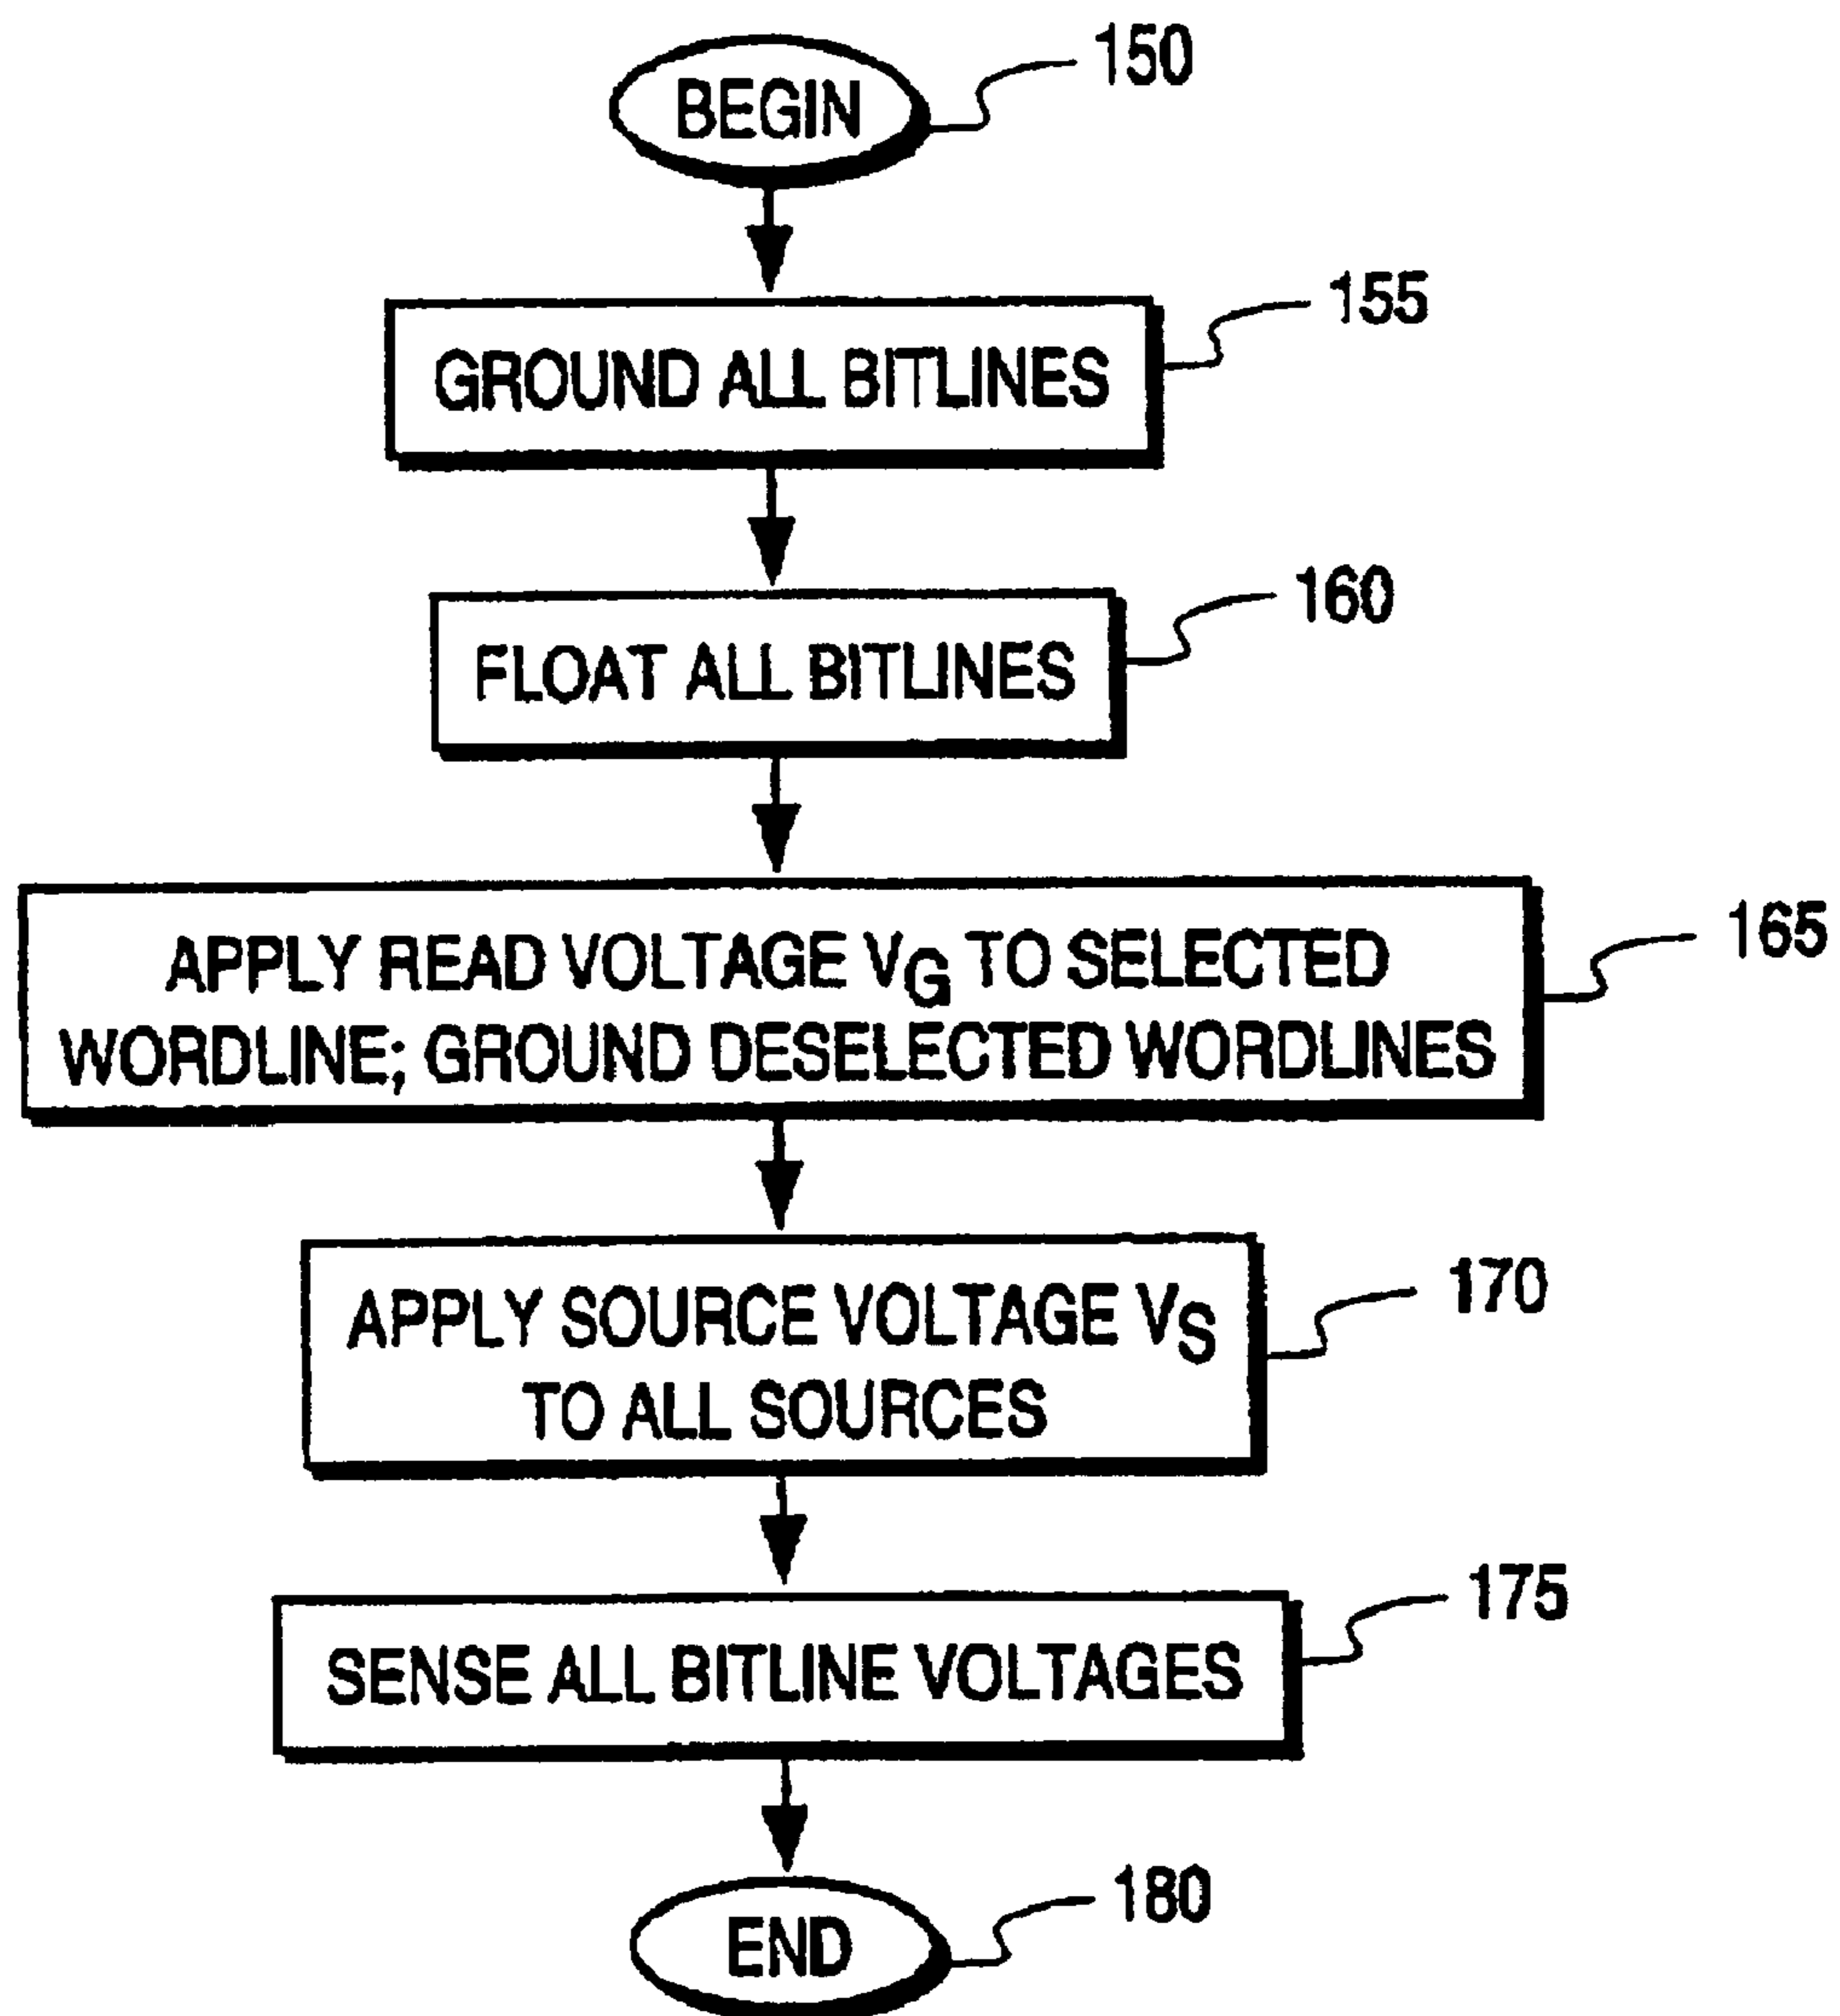 BEGIN
150
GROUND ALL BITLINES
155
FLOAT ALL BITLINES
160
APPLY READ VOLTAGE VG TO SELECTED
WORDLINE; GROUND DESELECTED WORDLINES
165
APPLY SOURCE VOLTAGE VS
TO ALL SOURCES
170
SENSE ALL BITLINE VOLTAGES
175
END
180